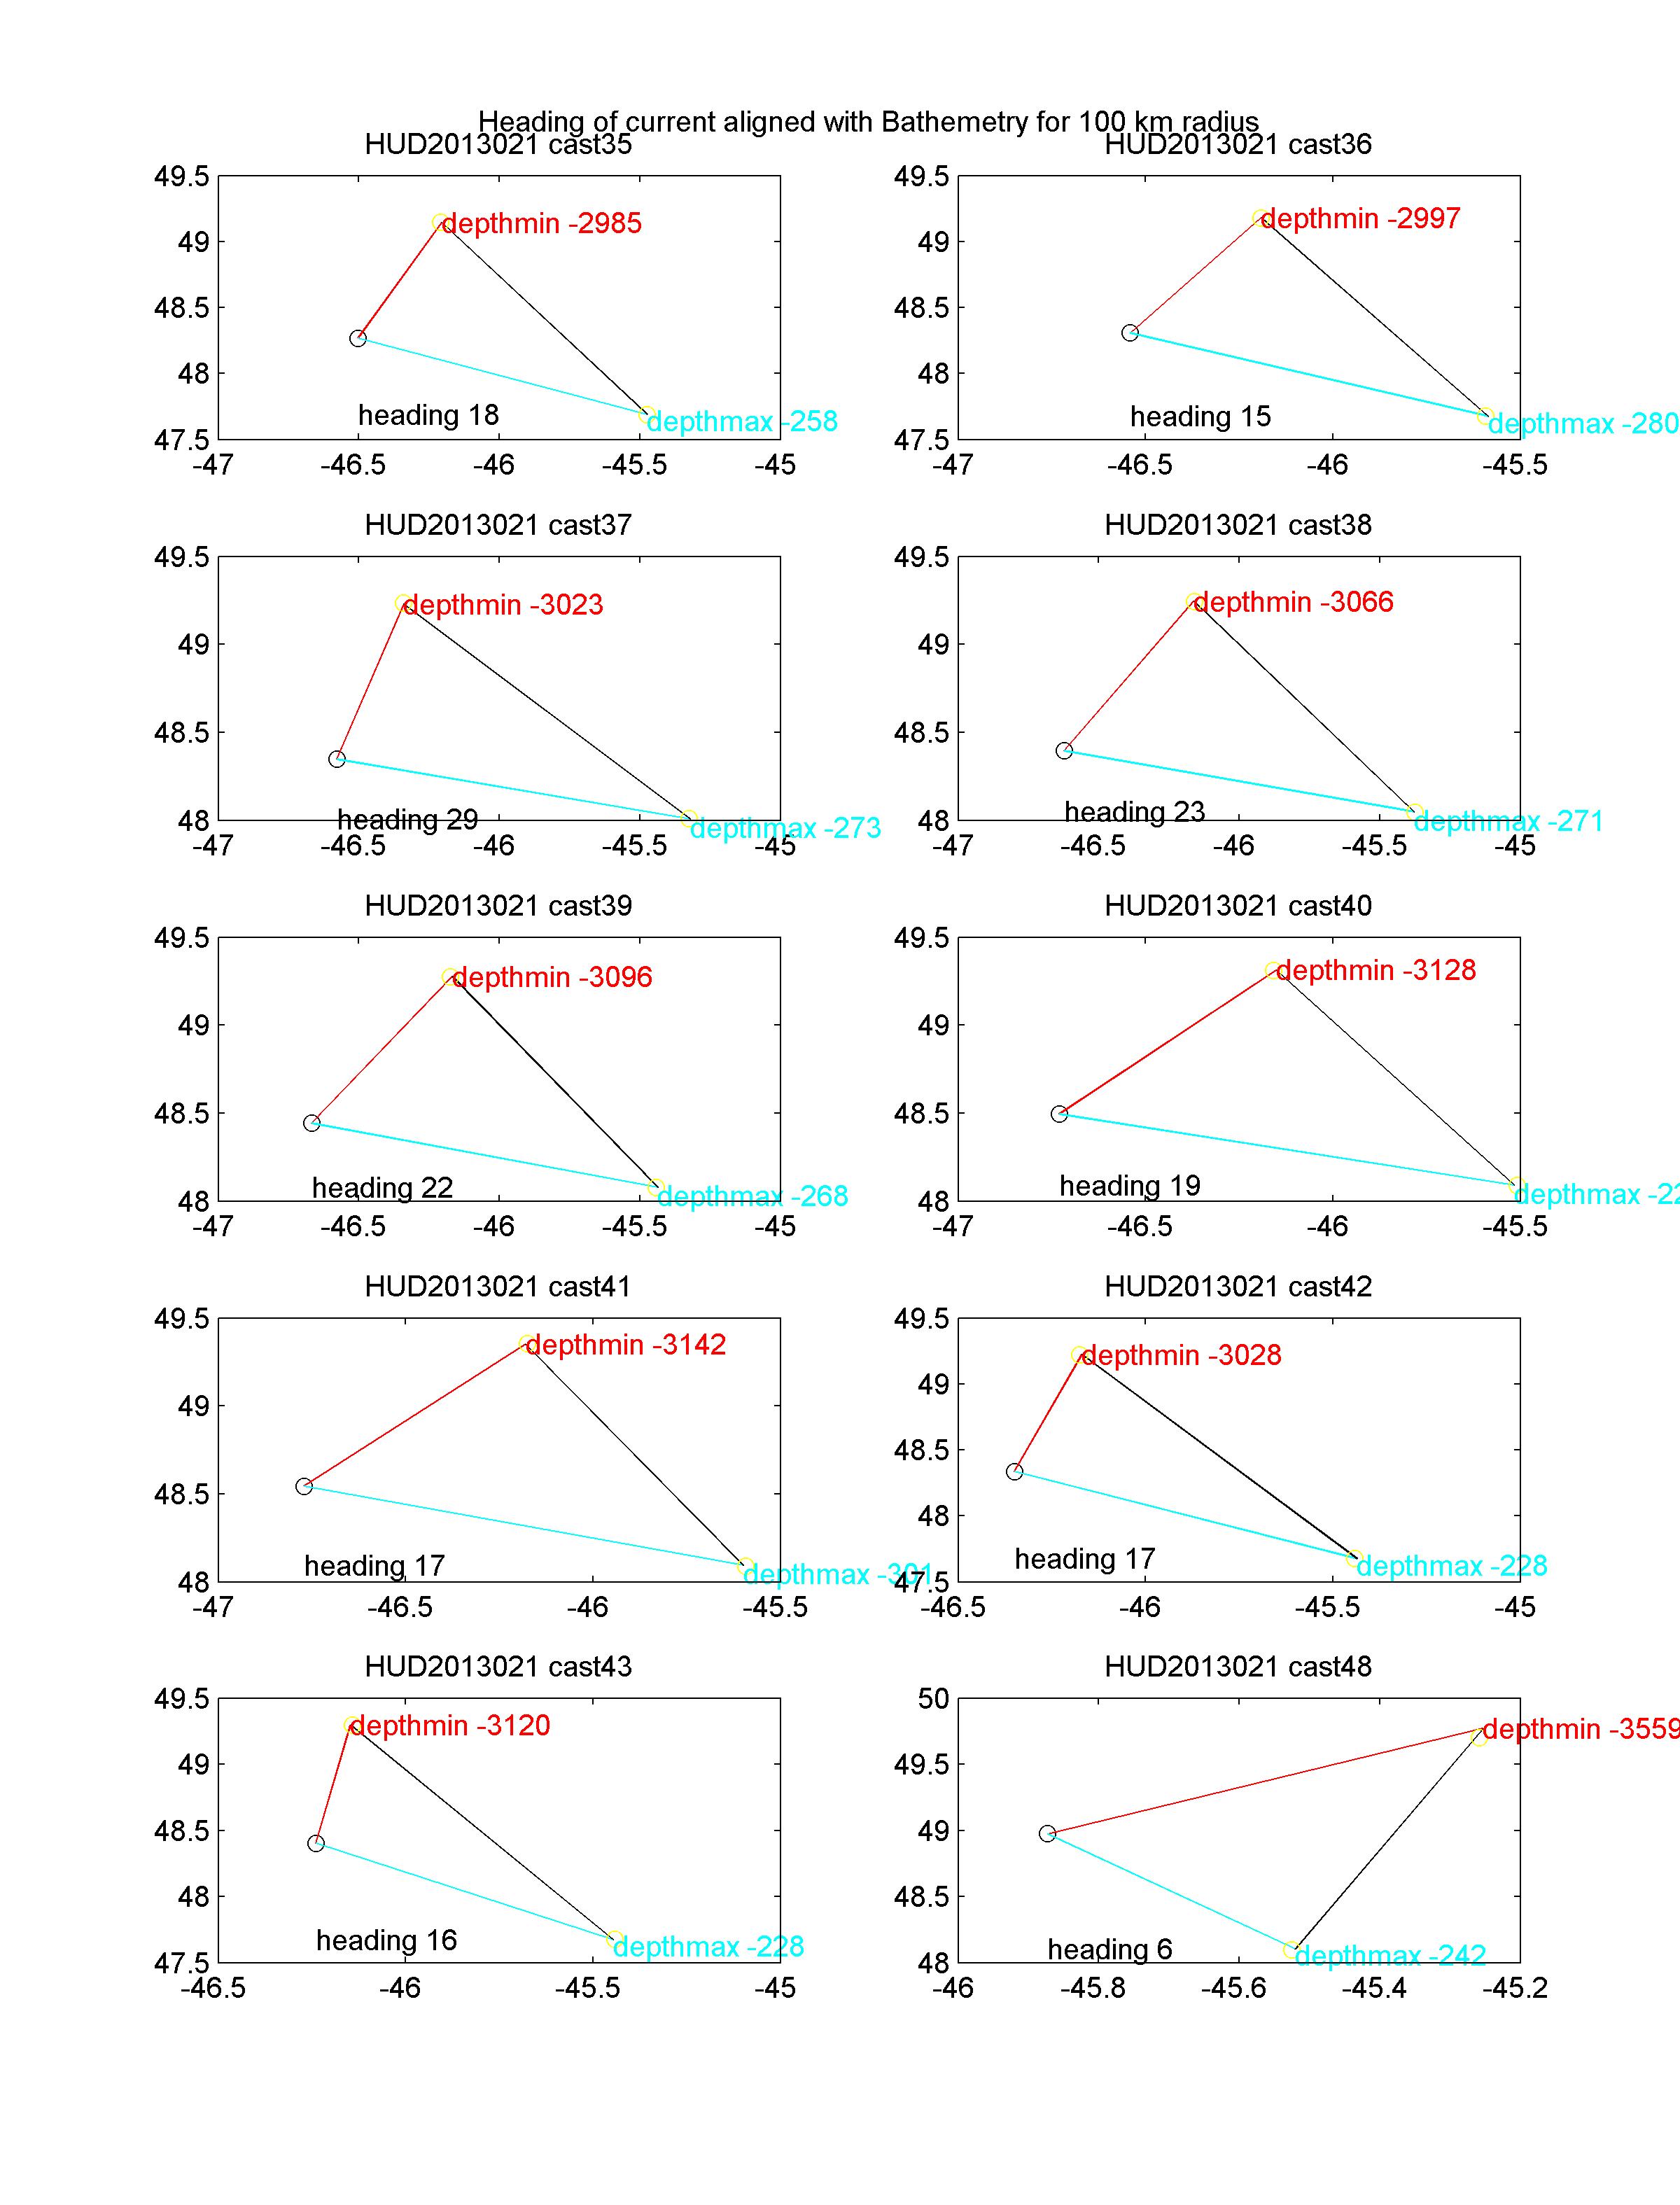 Heading of current aligned with Bathemetry for 100 km radius
HUD2013021 cast35
49.5
49
48.5
48
47.5
-47
-46.5
-46
-45.5
-45
depthmin -2985
depthmax -258
heading 18
HUD2013021 cast36
49.5
49
48.5
48
47.5
-47
-46.5
-46
-45.5
depthmin -2997
depthmax -280
heading 15
HUD2013021 cast37
49.5
49
48.5
48
-47
-46.5
-46
-45.5
-45
depthmin -3023
depthmax -273
heading 29
HUD2013021 cast38
49.5
49
48.5
48
-47
-46.5
-46
-45.5
-45
depthmin -3066
depthmax -271
heading 23
HUD2013021 cast39
49.5
49
48.5
48
-47
-46.5
-46
-45.5
-45
depthmin -3096
depthmax -268
heading 22
HUD2013021 cast40
49.5
49
48.5
48
-47
-46.5
-46
-45.5
depthmin -3128
depthmax -22
heading 19
HUD2013021 cast41
49.5
49
48.5
48
-47
-46.5
-46
-45.5
depthmin -3142
depthmax -301
heading 17
HUD2013021 cast42
49.5
49
48.5
48
47.5
-46.5
-46
-45.5
-45
depthmin -3028
depthmax -228
heading 17
HUD2013021 cast43
49.5
49
48.5
48
47.5
-46.5
-46
-45.5
-45
depthmin -3120
depthmax -228
heading 16
HUD2013021 cast48
50
49.5
49
48.5
48
-46
-45.8
-45.6
-45.4
-45.2
depthmin -3559
depthmax -242
heading 6